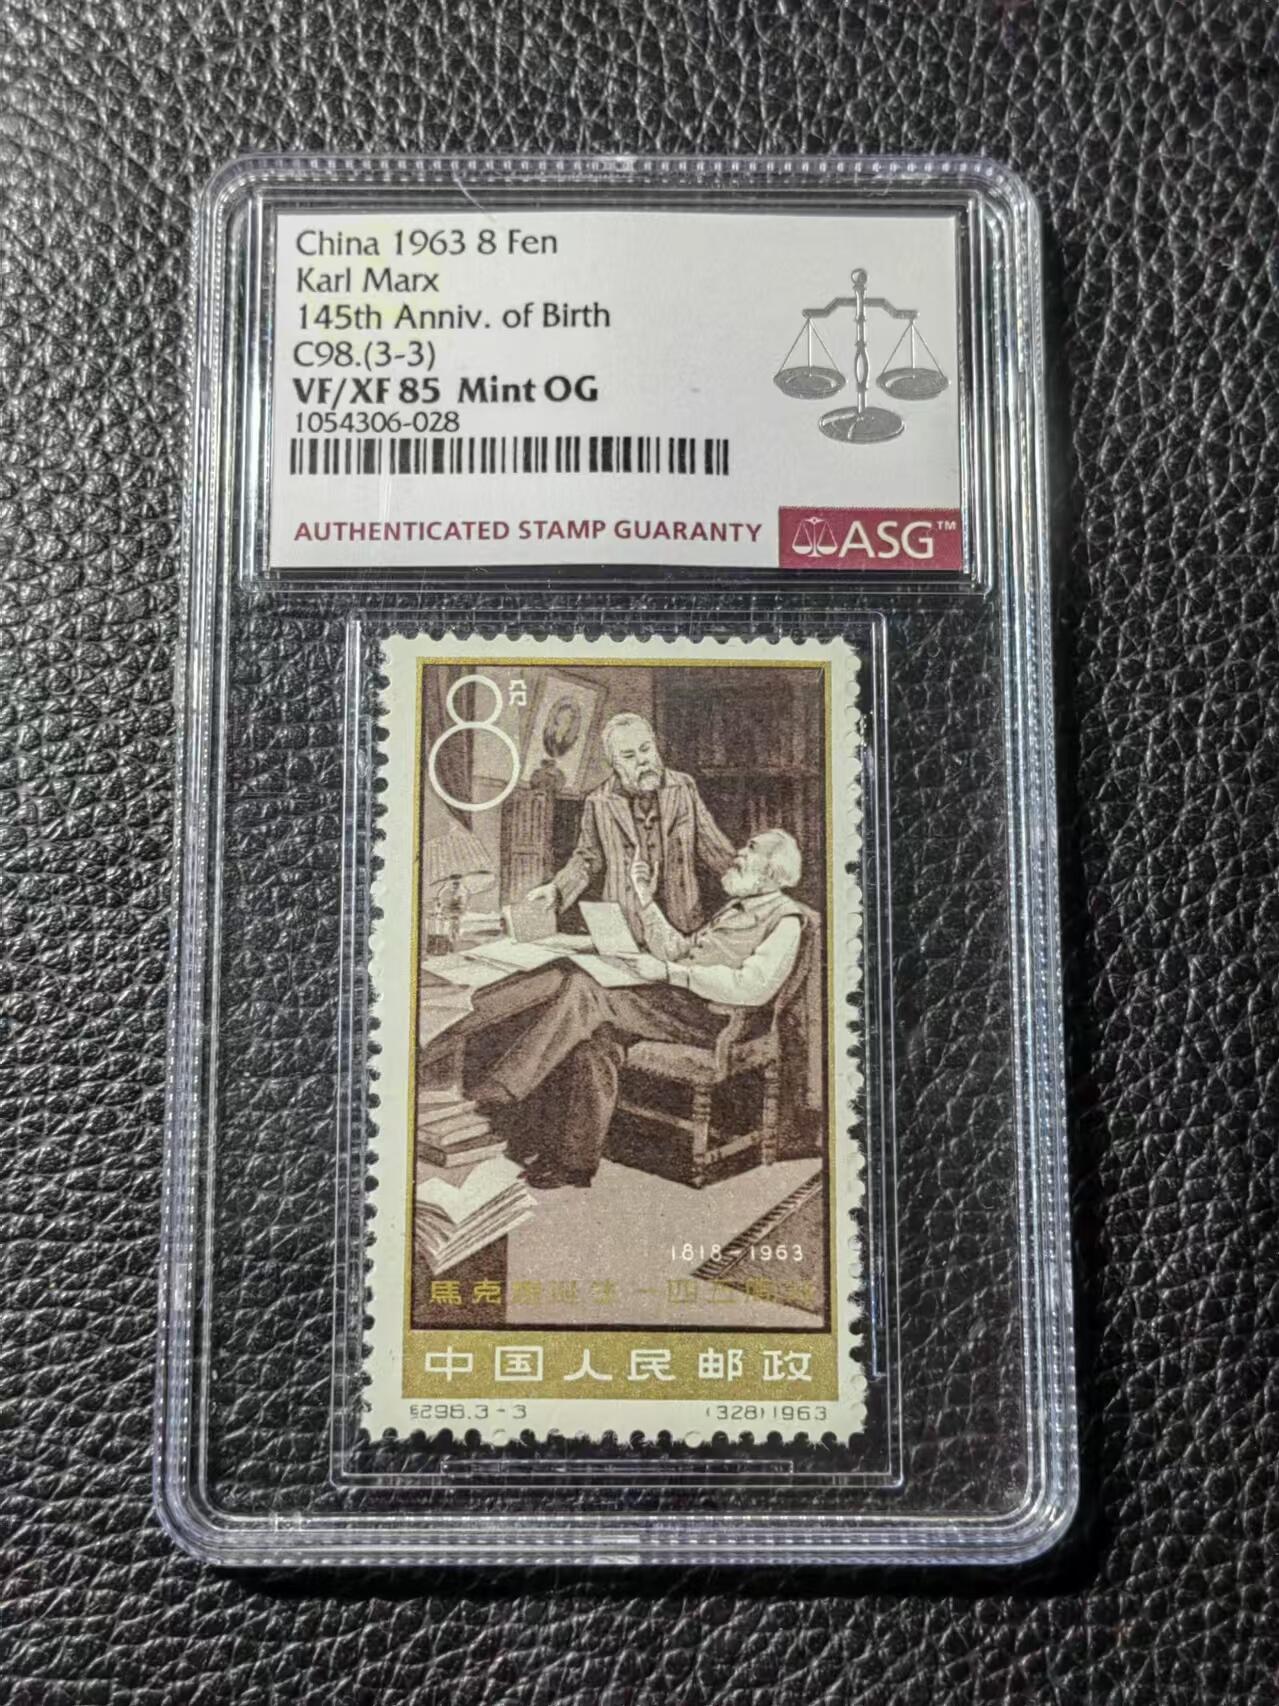 China 1963 8 Fen
Karl Marx
145th Anniv. of Birth
C98.(3-3)
VF/XF 85 Mint OG
1054306-028
AUTHENTICATED STAMP GUARANTY
ASG™
8分
1818-1963
馬克思诞生一四五周年
中国人民邮政
纪98.3-3 (328)1963